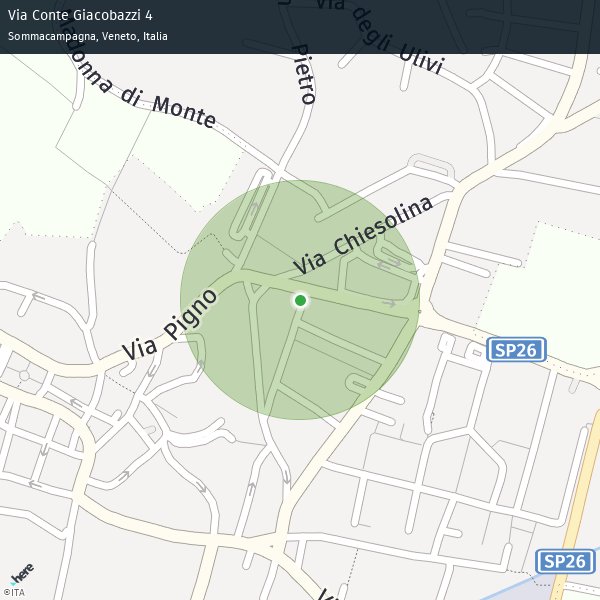 Via Conte Giacobazzi 4
Sommacampagna, Veneto, Italia
Via degli Ulivi
Pietro
Madonna di Monte
Via Chiesolina
Via Pigno
SP26
SP26
here
©ITA